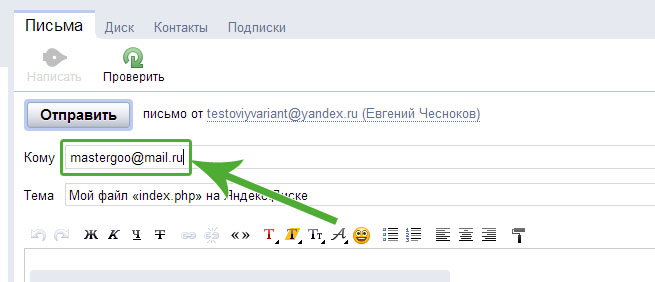 Письма Диск Контакты Подписки
Написать Проверить
Отправить письмо от testoviyvariant@yandex.ru (Евгений Чесноков)
Кому mastergoo@mail.ru
Тема Мой файл «index.php» на Яндекс.Диске
Ж К Ч Т «» Т Т Тт А